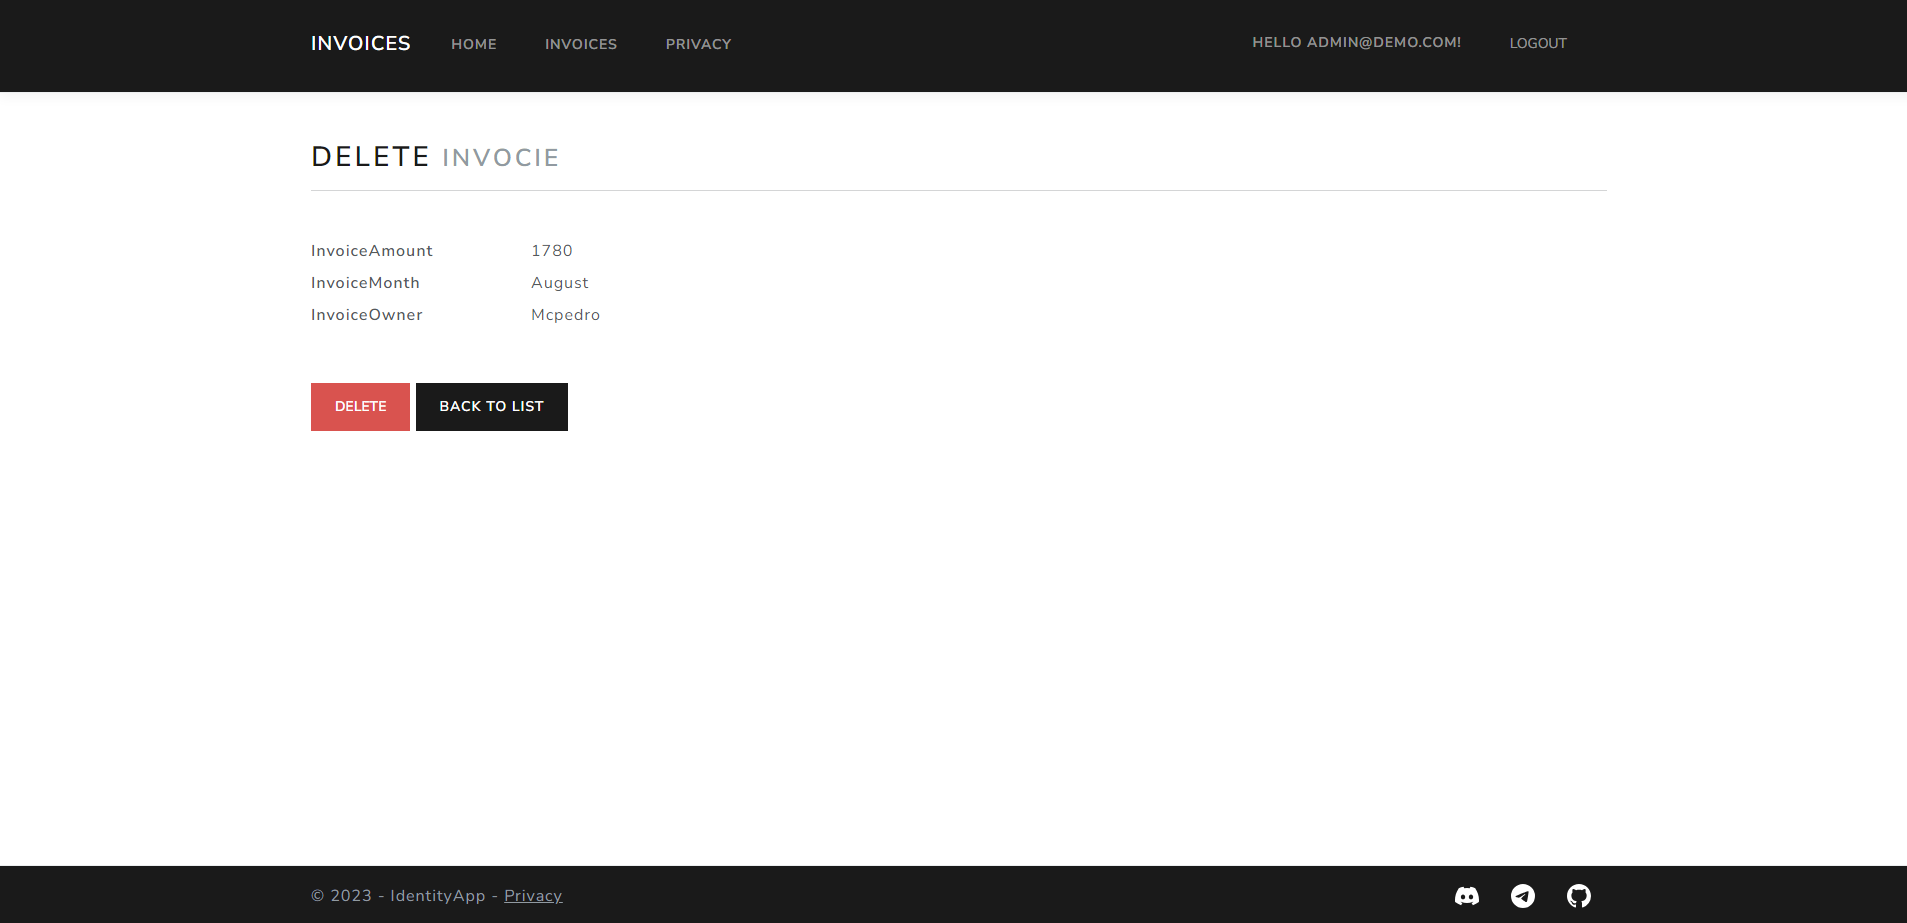 INVOICES HOME INVOICES PRIVACY HELLO ADMIN@DEMO.COM! LOGOUT
DELETE INVOCIE
InvoiceAmount 1780
InvoiceMonth August
InvoiceOwner Mcpedro
DELETE BACK TO LIST
© 2023 - IdentityApp - Privacy